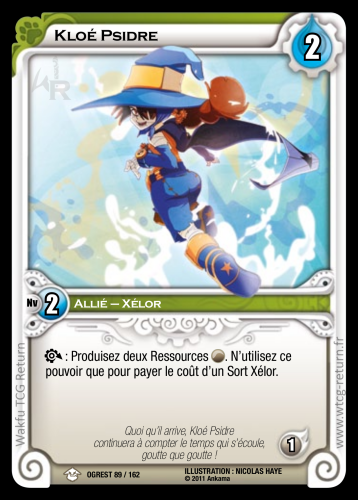 Kloé Psidre
2
WR
Nv 2 Allié – Xélor
: Produisez deux Ressources . N'utilisez ce
pouvoir que pour payer le coût d'un Sort Xélor.
Quoi qu'il arrive, Kloé Psidre
continuera à compter le temps qui s'écoule,
goutte à goutte !
1
OGREST 89 / 162
ILLUSTRATION : NICOLAS HAYE
© 2011 Ankama
Wakfu TCG Return
www.wtcg-return.fr